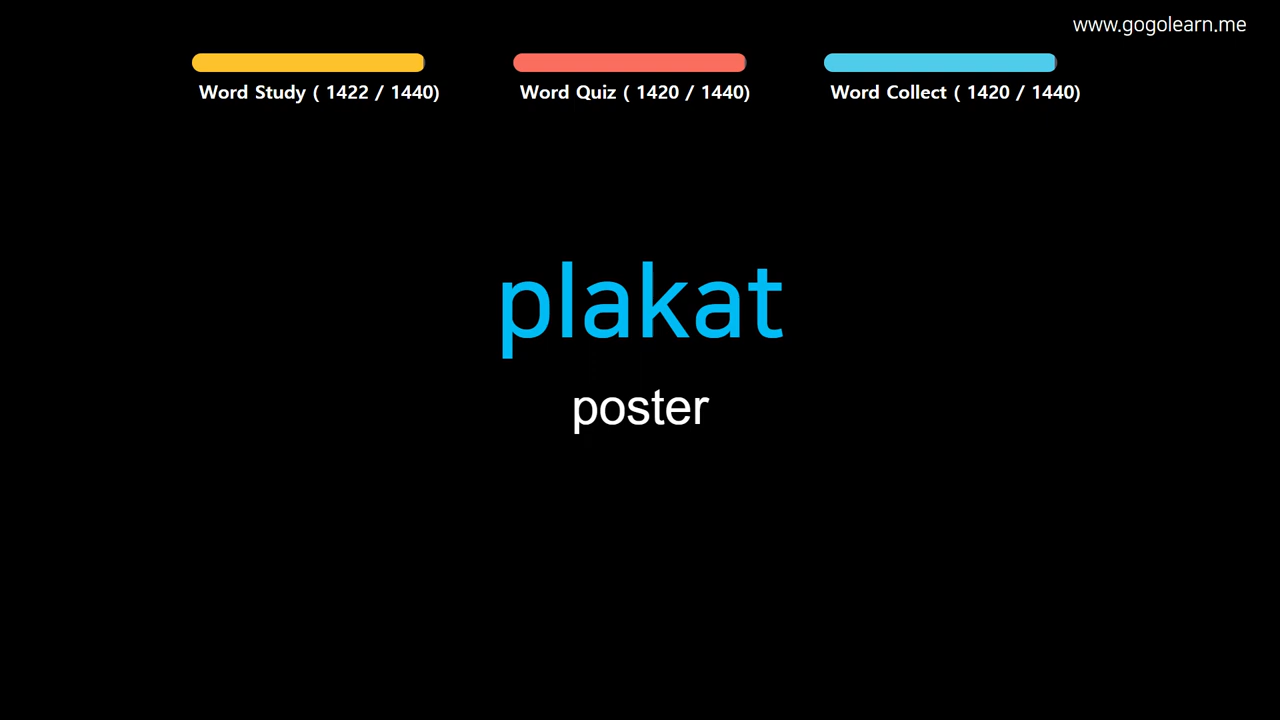 www.gogolearn.me
Word Study ( 1422 / 1440)
Word Quiz ( 1420 / 1440)
Word Collect ( 1420 / 1440)
plakat
poster